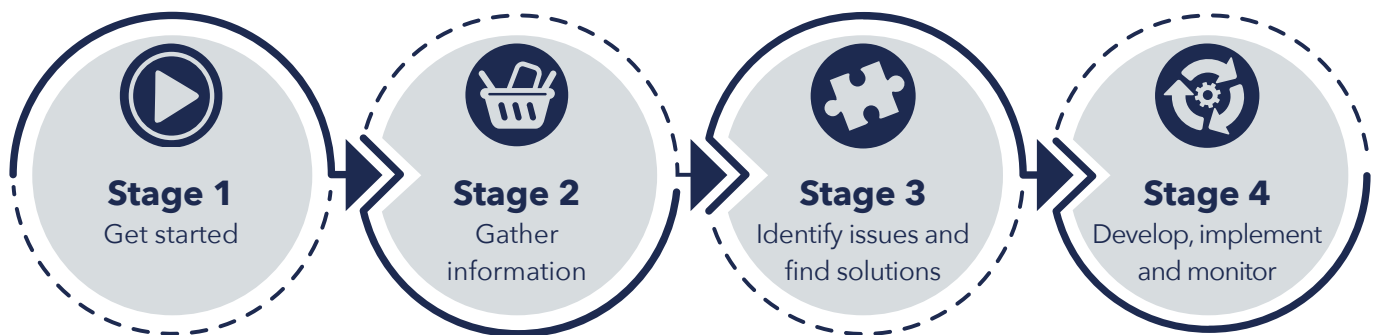 Stage 1
Get started
Stage 2
Gather
information
Stage 3
Identify issues and
find solutions
Stage 4
Develop, implement
and monitor